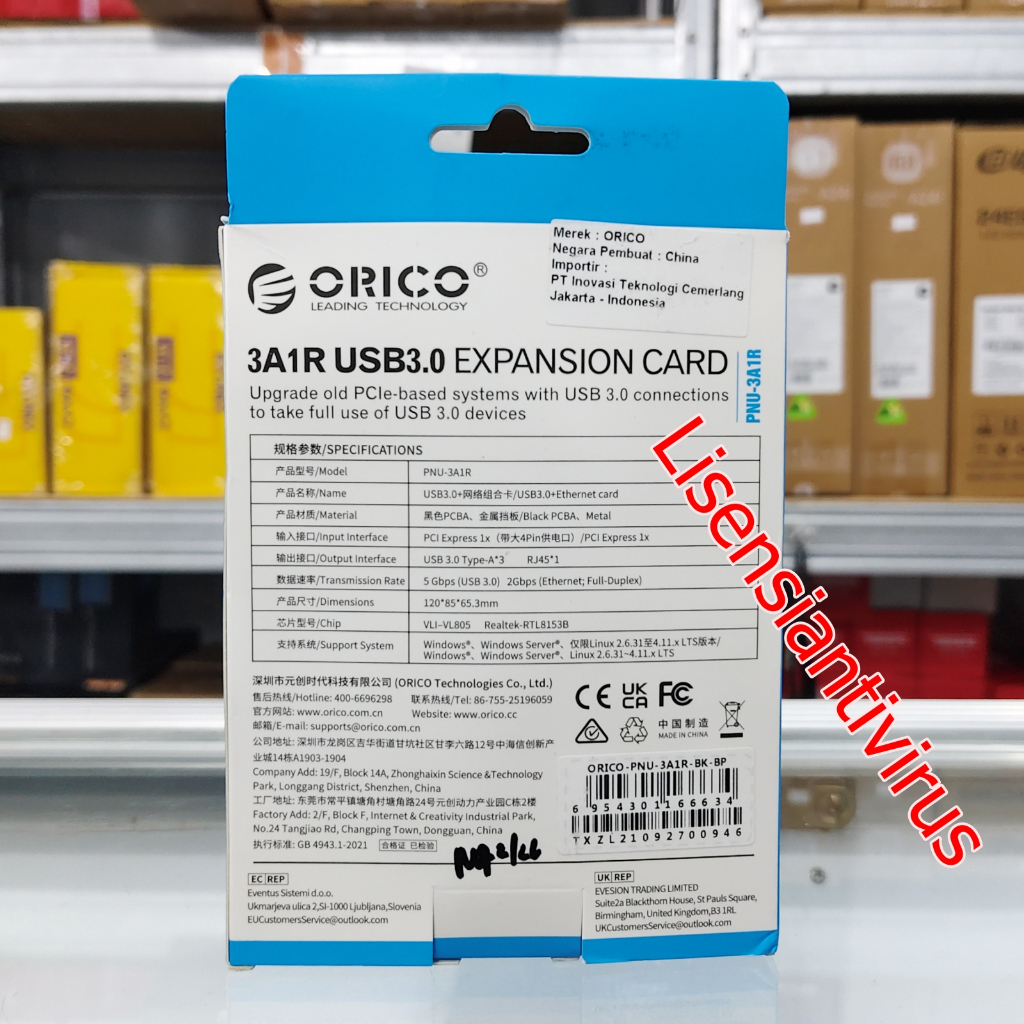 Merek : ORICO
Negara Pembuat : China
Importir :
PT Inovasi Teknologi Cemerlang
Jakarta - Indonesia
ORICO®
LEADING TECHNOLOGY
3A1R USB3.0 EXPANSION CARD
PNU-3A1R
Upgrade old PCIe-based systems with USB 3.0 connections
to take full use of USB 3.0 devices
规格参数/SPECIFICATIONS
产品型号/Model PNU-3A1R
产品名称/Name USB3.0+网络组合卡/USB3.0+Ethernet card
产品材质/Material 黑色PCBA、金属挡板/Black PCBA、Metal
输入接口/Input Interface PCI Express 1x（带大4Pin供电口）/PCI Express 1x
输出接口/Output Interface USB 3.0 Type-A*3 RJ45*1
数据速率/Transmission Rate 5 Gbps (USB 3.0) 2Gbps (Ethernet; Full-Duplex)
产品尺寸/Dimensions 120*85*65.3mm
芯片型号/Chip VLI-VL805 Realtek-RTL8153B
支持系统/Support System Windows®、Windows Server®、仅限Linux 2.6.31至4.11.x LTS版本/
Windows®、Windows Server®、Linux 2.6.31~4.11.x LTS
深圳市元创时代科技有限公司 (ORICO Technologies Co., Ltd.)
售后热线/Hotline: 400-6696298 联系热线/Tel: 86-755-25196059
官方网站: www.orico.com.cn Website: www.orico.cc
邮箱/E-mail: supports@orico.com.cn
公司地址: 深圳市龙岗区吉华街道甘坑社区甘李六路12号中海信创新产
业城14栋A1903-1904
Company Add: 19/F, Block 14A, Zhonghaixin Science &Technology
Park, Longgang District, Shenzhen, China
工厂地址: 东莞市常平镇塘角村塘角路24号元创动力产业园C栋2楼
Factory Add: 2/F, Block F, Internet & Creativity Industrial Park,
No.24 Tangjiao Rd, Changping Town, Dongguan, China
执行标准: GB 4943.1-2021 合格证 已检验
CE UK CA FC
中国制造
MADE IN CHINA
ORICO-PNU-3A1R-BK-BP
6 954301 166634
TXZL21092700946
EC REP
Eventus Sistemi d.o.o.
Ukmarjeva ulica 2,SI-1000 Ljubljana,Slovenia
EUCustomersService@outlook.com
UK REP
EVESION TRADING LIMITED
Suite2a Blackthorn House, St Pauls Square,
Birmingham, United Kingdom,B3 1RL
UKCustomersService@outlook.com
Lisensiantivirus